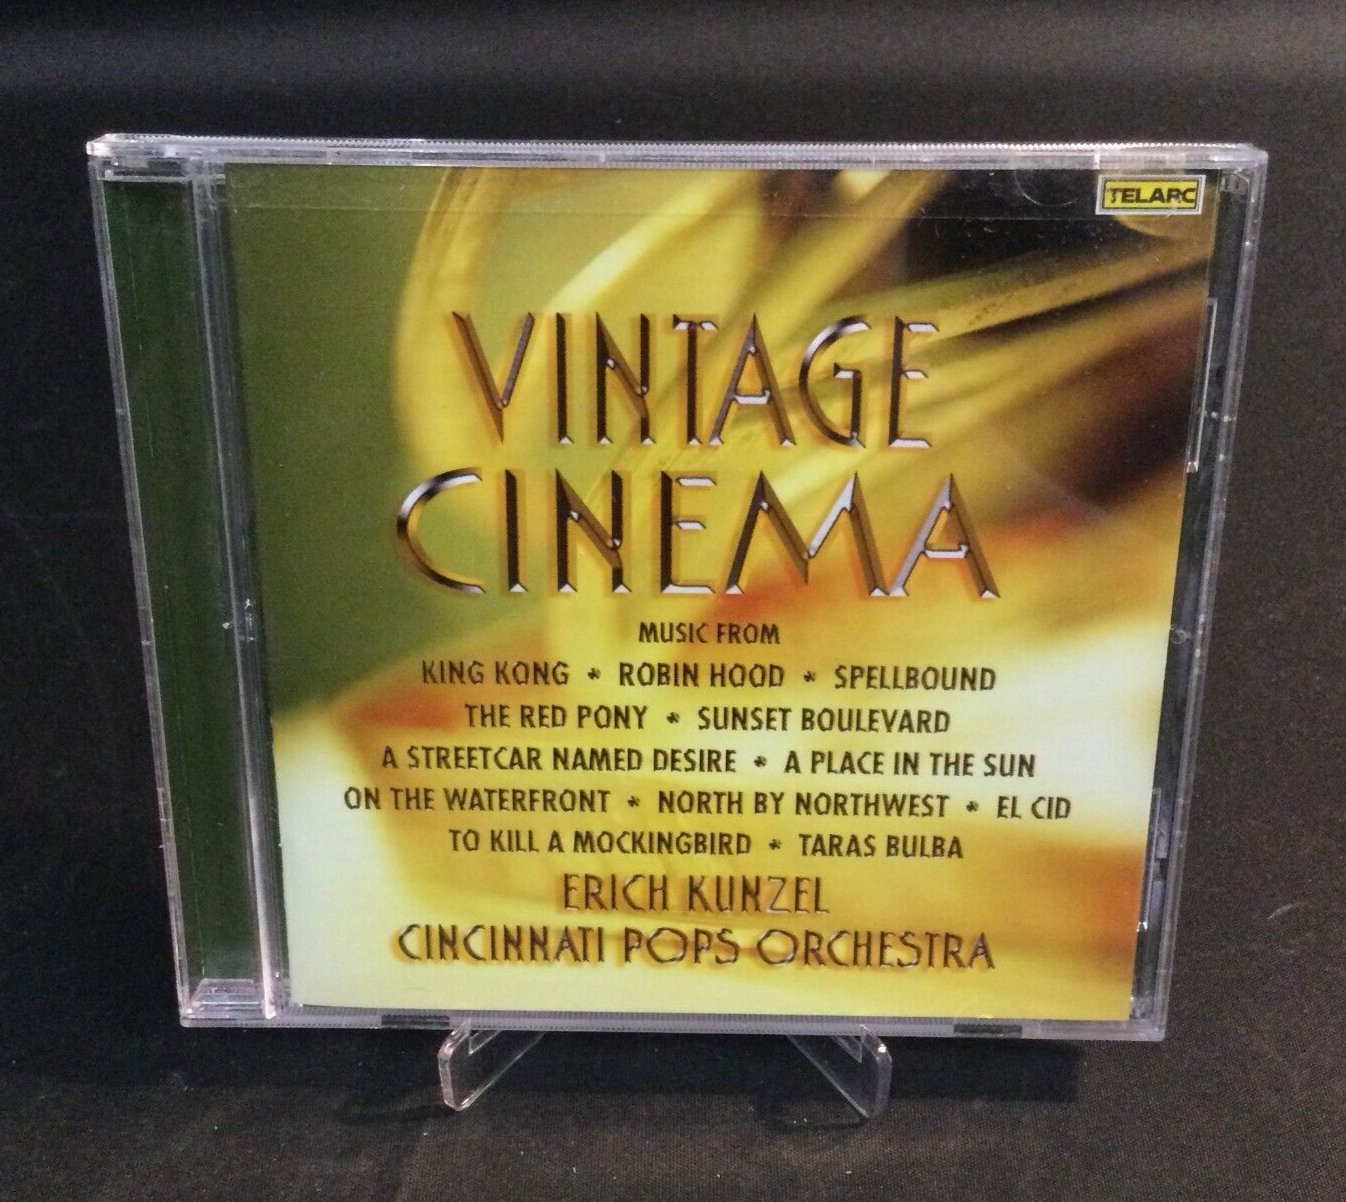 TELARC
VINTAGE
CINEMA
MUSIC FROM
KING KONG * ROBIN HOOD * SPELLBOUND
THE RED PONY * SUNSET BOULEVARD
A STREETCAR NAMED DESIRE * A PLACE IN THE SUN
ON THE WATERFRONT * NORTH BY NORTHWEST * EL CID
TO KILL A MOCKINGBIRD * TARAS BULBA
ERICH KUNZEL
CINCINNATI POPS ORCHESTRA